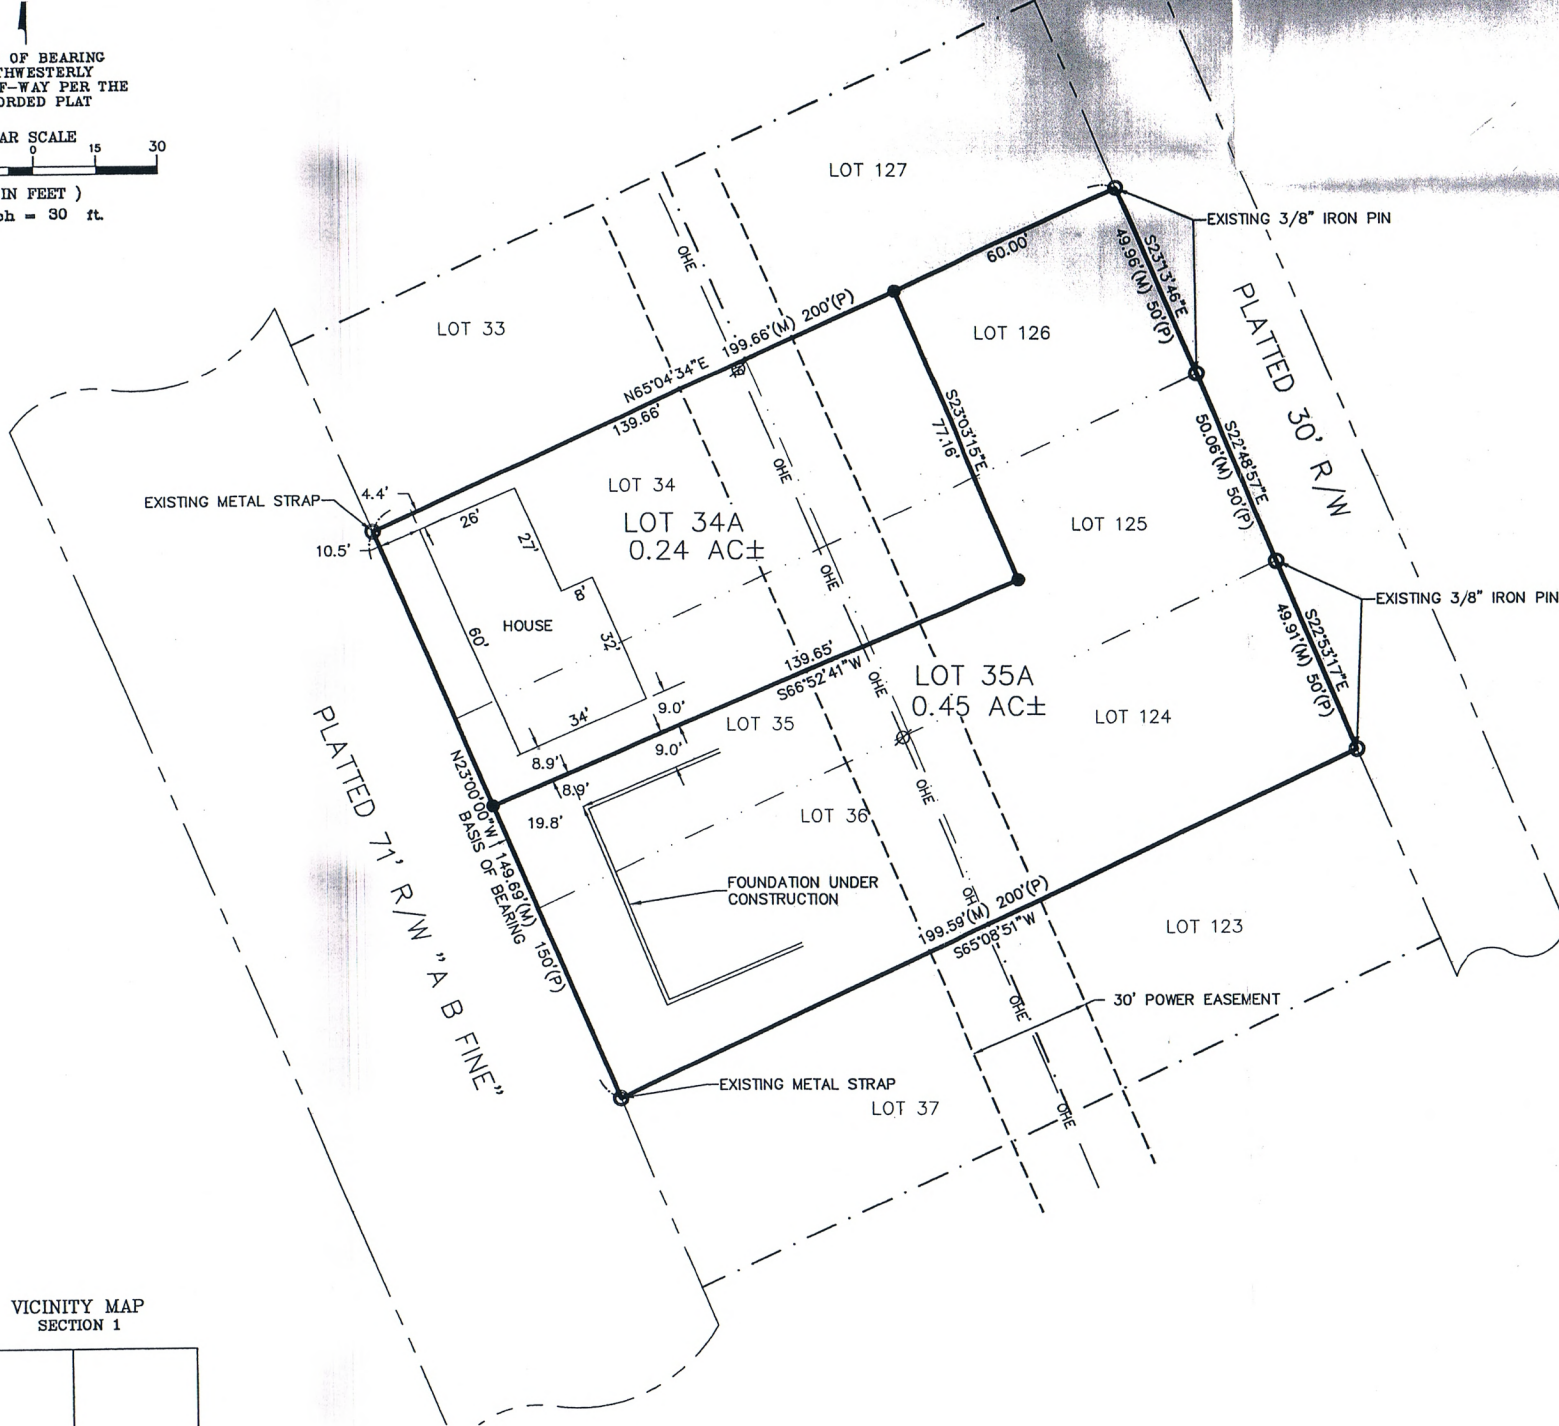 OF BEARING
THWESTERLY
F-WAY PER THE
ORDED PLAT
AR SCALE
0 15 30
IN FEET )
ch = 30 ft.
LOT 127
EXISTING 3/8" IRON PIN
S23°13'46"E
49.96'(M) 50'(P)
60.00'
PLATTED 30' R/W
OHE
LOT 33
199.66'(M) 200'(P)
N65°04'34"E
139.66'
LOT 126
S23°03'15"E
77.16'
S22°48'57"E
50.06'(M) 50'(P)
OHE
EXISTING METAL STRAP
4.4'
26'
10.5'
27'
LOT 34
LOT 34A
0.24 AC±
LOT 125
OHE
8'
HOUSE
60'
32'
EXISTING 3/8" IRON PIN
S22°53'17"E
49.91'(M) 50'(P)
139.65'
S66°52'41"W
OHE
LOT 35A
0.45 AC±
34'
9.0'
LOT 35
LOT 124
9.0'
8.9'
8.9'
19.8'
OHE
LOT 36
N23°00'00"W 149.69'(M) 150'(P)
BASIS OF BEARING
PLATTED 71' R/W "A B FINE"
FOUNDATION UNDER
CONSTRUCTION
HO
199.59'(M) 200'(P)
S65°08'51"W
LOT 123
30' POWER EASEMENT
OHE
EXISTING METAL STRAP
LOT 37
OHE
VICINITY MAP
SECTION 1